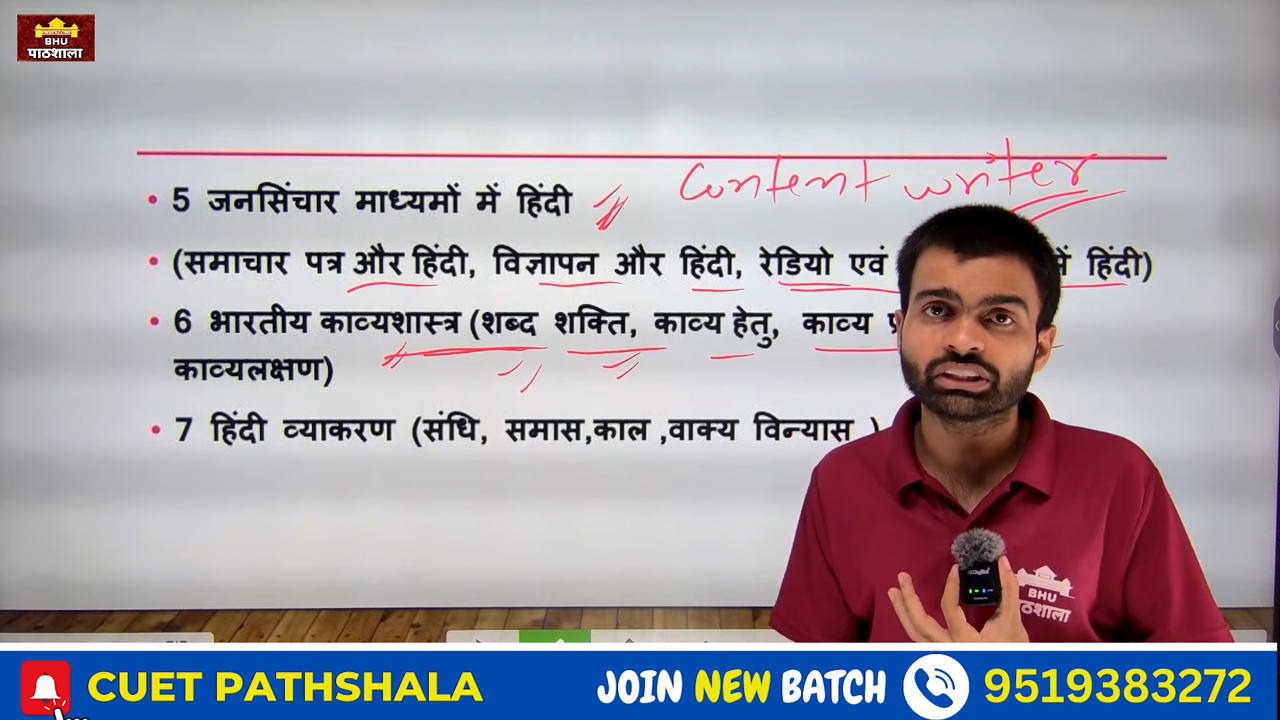 BHU
पाठशाला
Content writer
• 5 जनसिंचार माध्यमों में हिंदी
• (समाचार पत्र और हिंदी, विज्ञापन और हिंदी, रेडियो एवं में हिंदी)
• 6 भारतीय काव्यशास्त्र (शब्द शक्ति, काव्य हेतु, काव्य
काव्यलक्षण)
• 7 हिंदी व्याकरण (संधि, समास,काल ,वाक्य विन्यास )
BHU
पाठशाला
CUET PATHSHALA JOIN NEW BATCH 9519383272